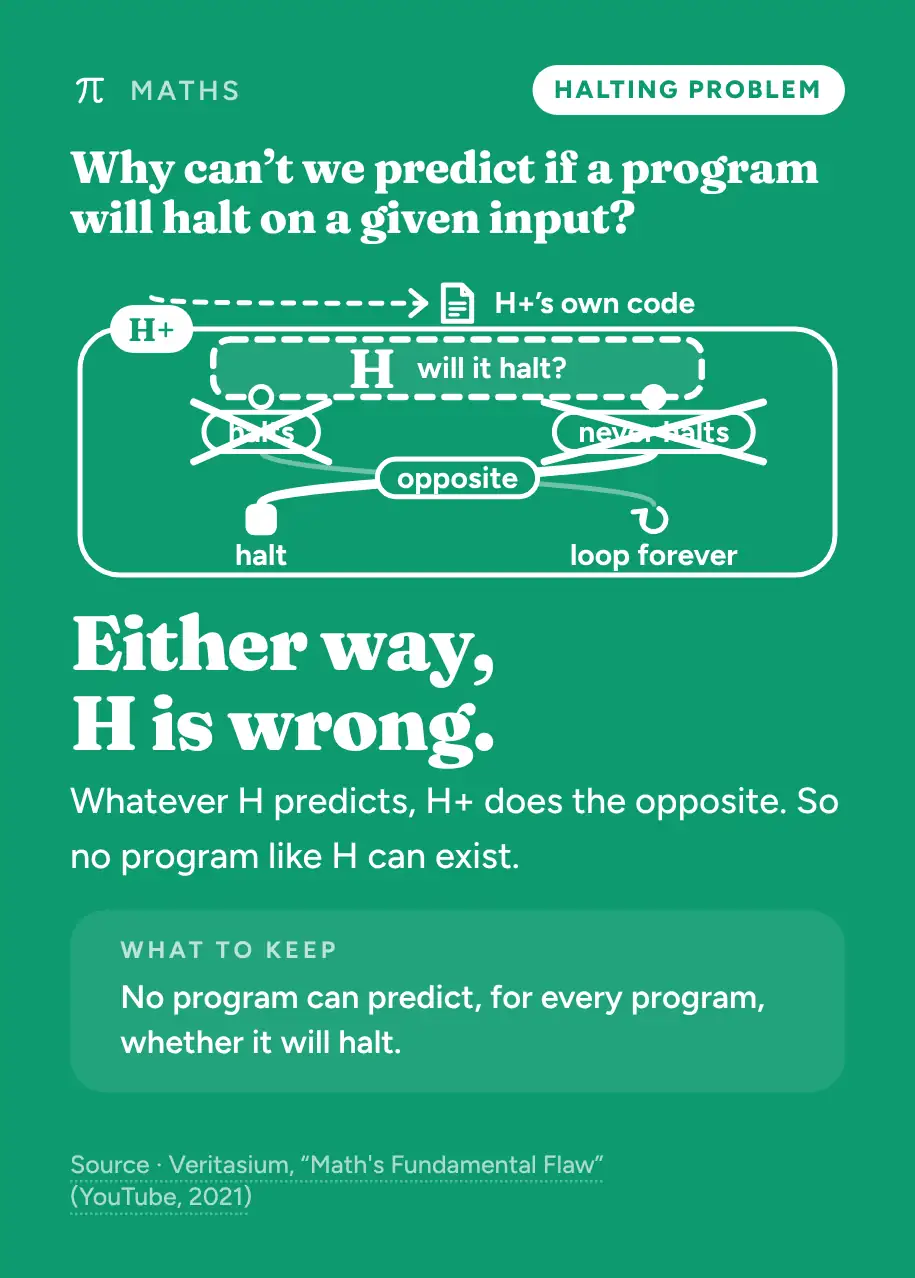 π MATHS
HALTING PROBLEM
Why can’t we predict if a program
will halt on a given input?
H+’s own code
H+
H will it halt?
halts
never halts
opposite
halt
loop forever
Either way,
H is wrong.
Whatever H predicts, H+ does the opposite. So
no program like H can exist.
WHAT TO KEEP
No program can predict, for every program,
whether it will halt.
Source · Veritasium, “Math's Fundamental Flaw”
(YouTube, 2021)